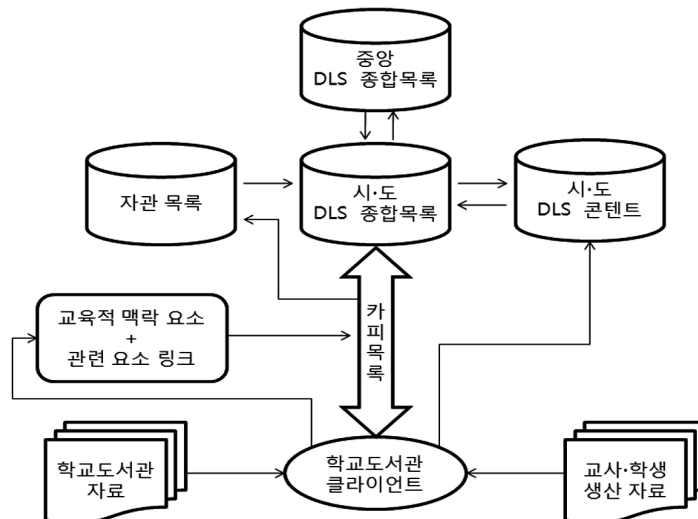 중앙
DLS 종합목록
자관 목록
시·도
DLS 종합목록
시·도
DLS 콘텐트
교육적 맥락 요소
+
관련 요소 링크
카
피
목
록
학교도서관
자료
학교도서관
클라이언트
교사·학생
생산 자료